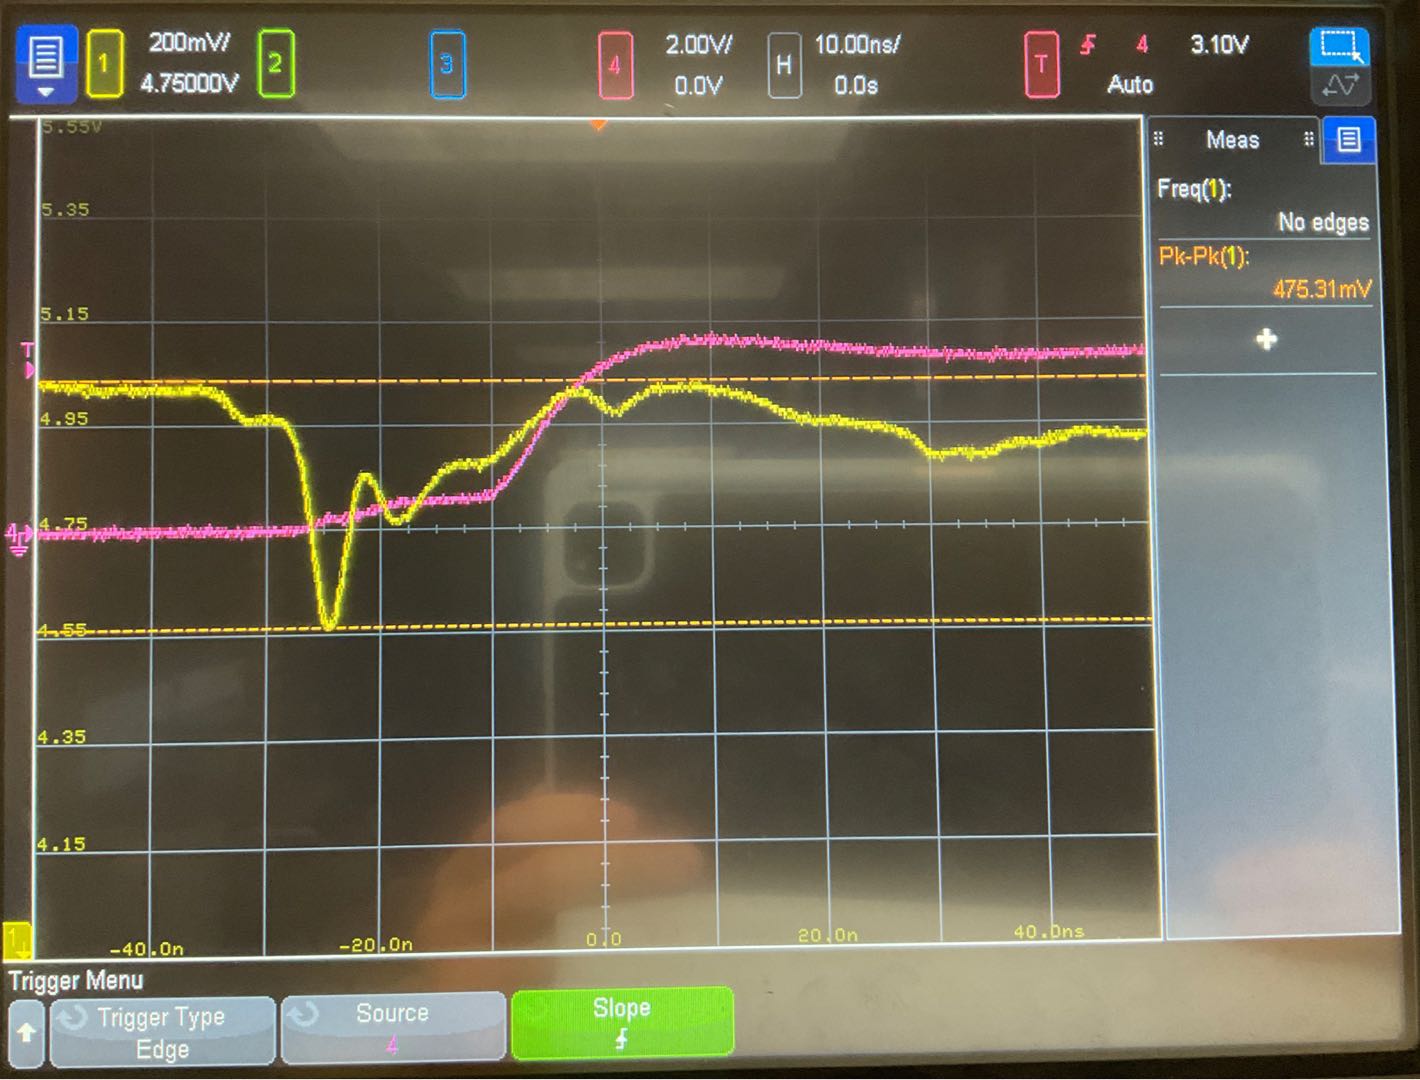 1
200mV/
4.75000V
2
3
4
2.00V/
0.0V
H
10.00ns/
0.0s
T
4
3.10V
Auto
5.55V
5.35
5.15
4.95
4.75
4.55
4.35
4.15
T
4
1
-40.0n
-20.0n
0.0
20.0n
40.0ns
Meas
Freq(1):
No edges
Pk-Pk(1):
475.31mV
Trigger Menu
Trigger Type
Edge
Source
4
Slope